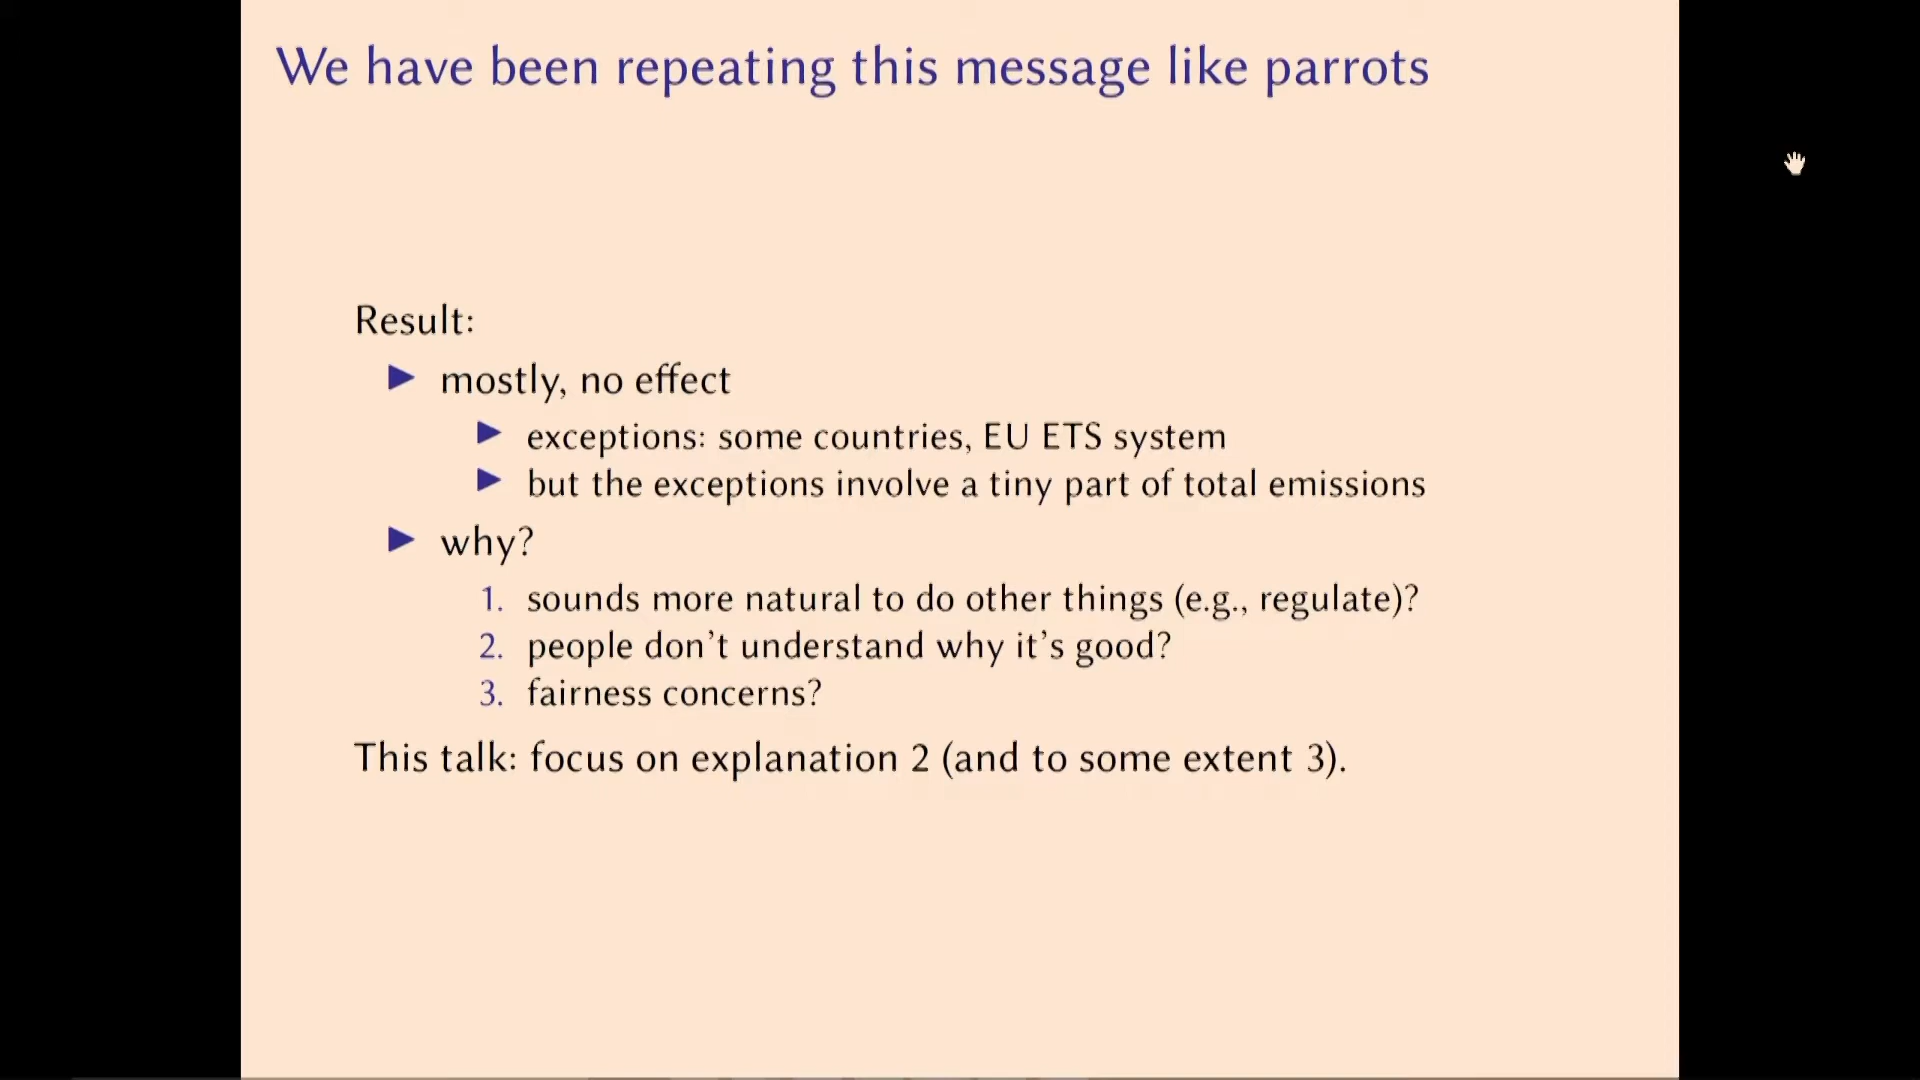 We have been repeating this message like parrots
Result:
▶ mostly, no effect
▶ exceptions: some countries, EU ETS system
▶ but the exceptions involve a tiny part of total emissions
▶ why?
1. sounds more natural to do other things (e.g., regulate)?
2. people don't understand why it's good?
3. fairness concerns?
This talk: focus on explanation 2 (and to some extent 3).